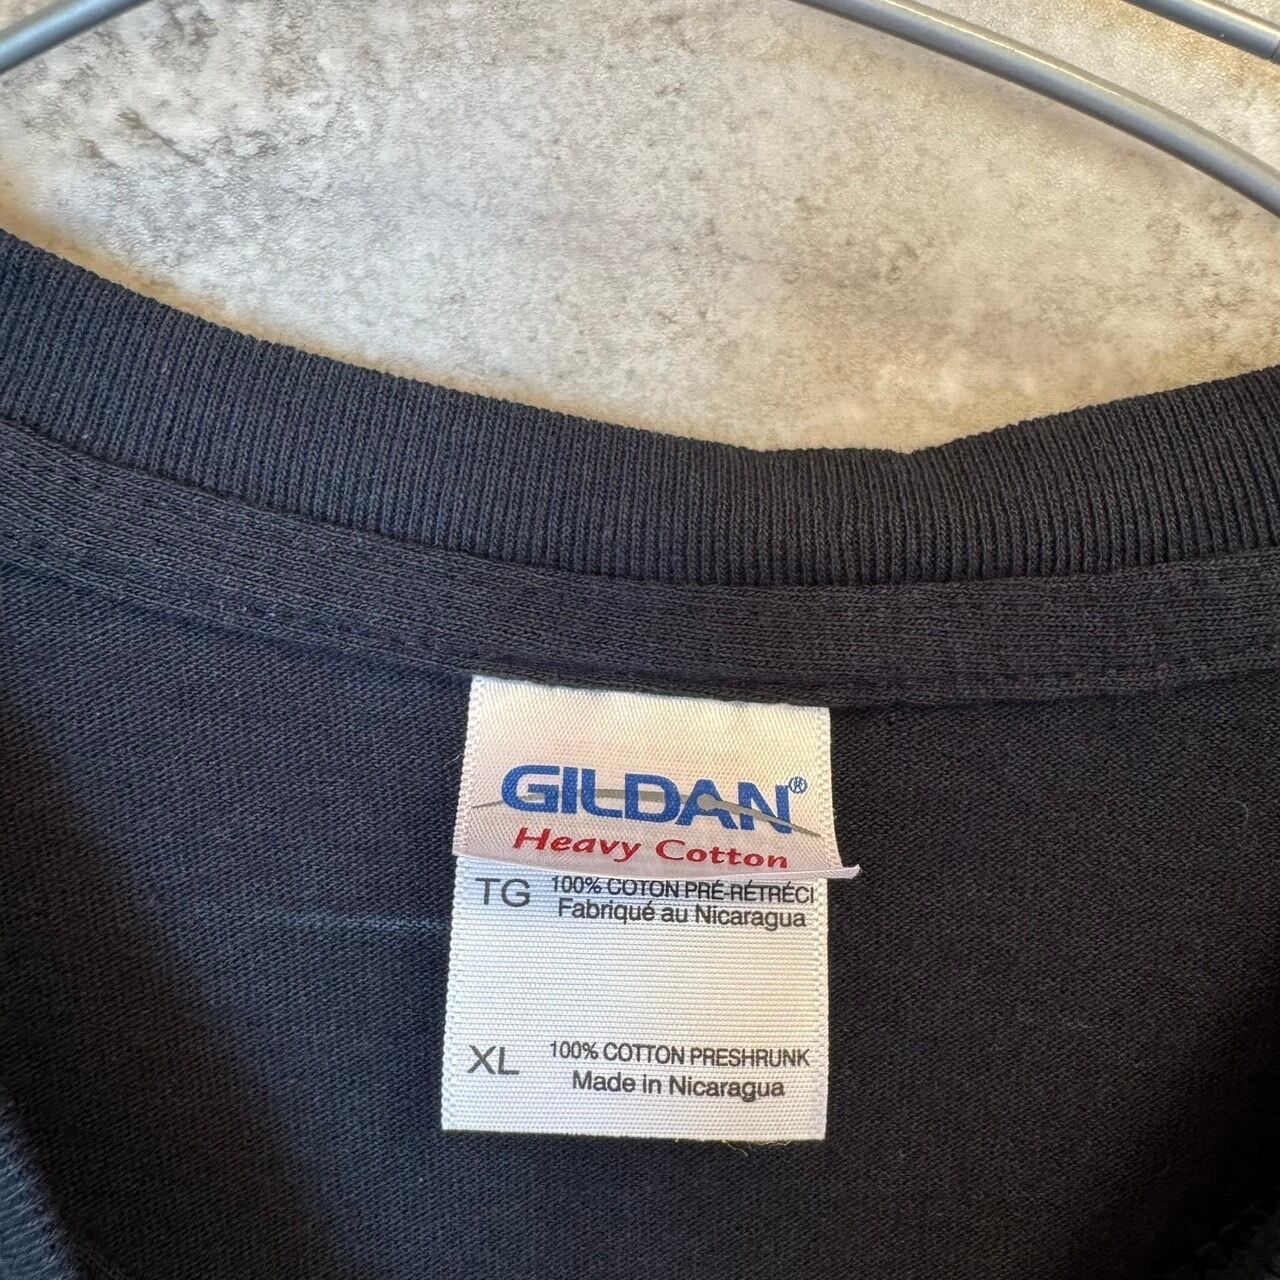 GILDAN®
Heavy Cotton
TG 100% COTON PRÉ-RÉTRÉCI
Fabriqué au Nicaragua
XL 100% COTTON PRESHRUNK
Made in Nicaragua